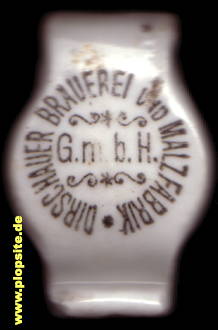 DIRSCHAUER BRAUEREI UND MALZFABRIK *
G.m.b.H.
www.plopsite.de